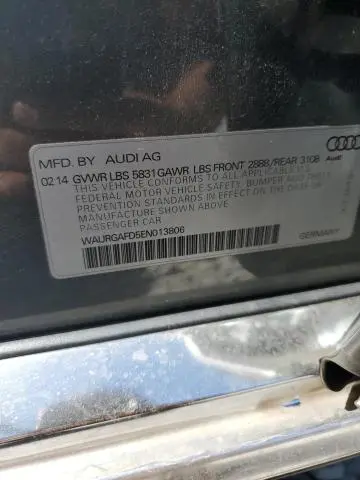 MFD. BY AUDI AG
02 14 GVWR LBS 5831 GAWR LBS FRONT 2888/REAR 3108
THIS VEHICLE CONFORMS TO ALL APPLICABLE U.S.
FEDERAL MOTOR VEHICLE SAFETY, BUMPER AND THEFT
PREVENTION STANDARDS IN EFFECT ON THE DATE OF
MANUFACTURE SHOWN ABOVE
PASSENGER CAR
WAURGAFD5EN013806
GERMANY